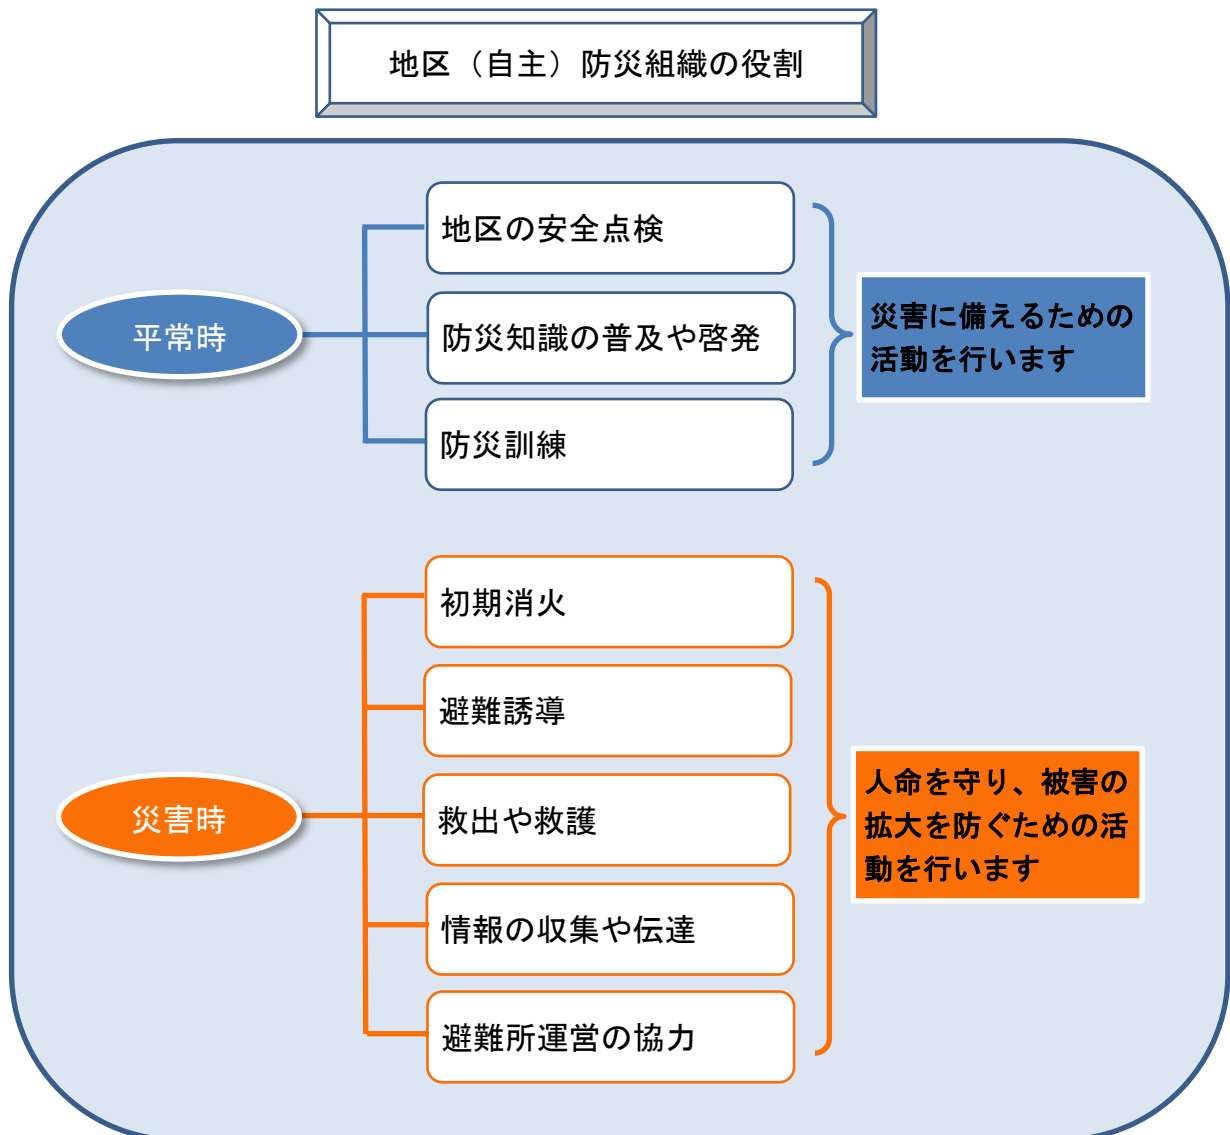 地区（自主）防災組織の役割
平常時
地区の安全点検
防災知識の普及や啓発
防災訓練
災害に備えるための
活動を行います
災害時
初期消火
避難誘導
救出や救護
情報の収集や伝達
避難所運営の協力
人命を守り、被害の
拡大を防ぐための活
動を行います